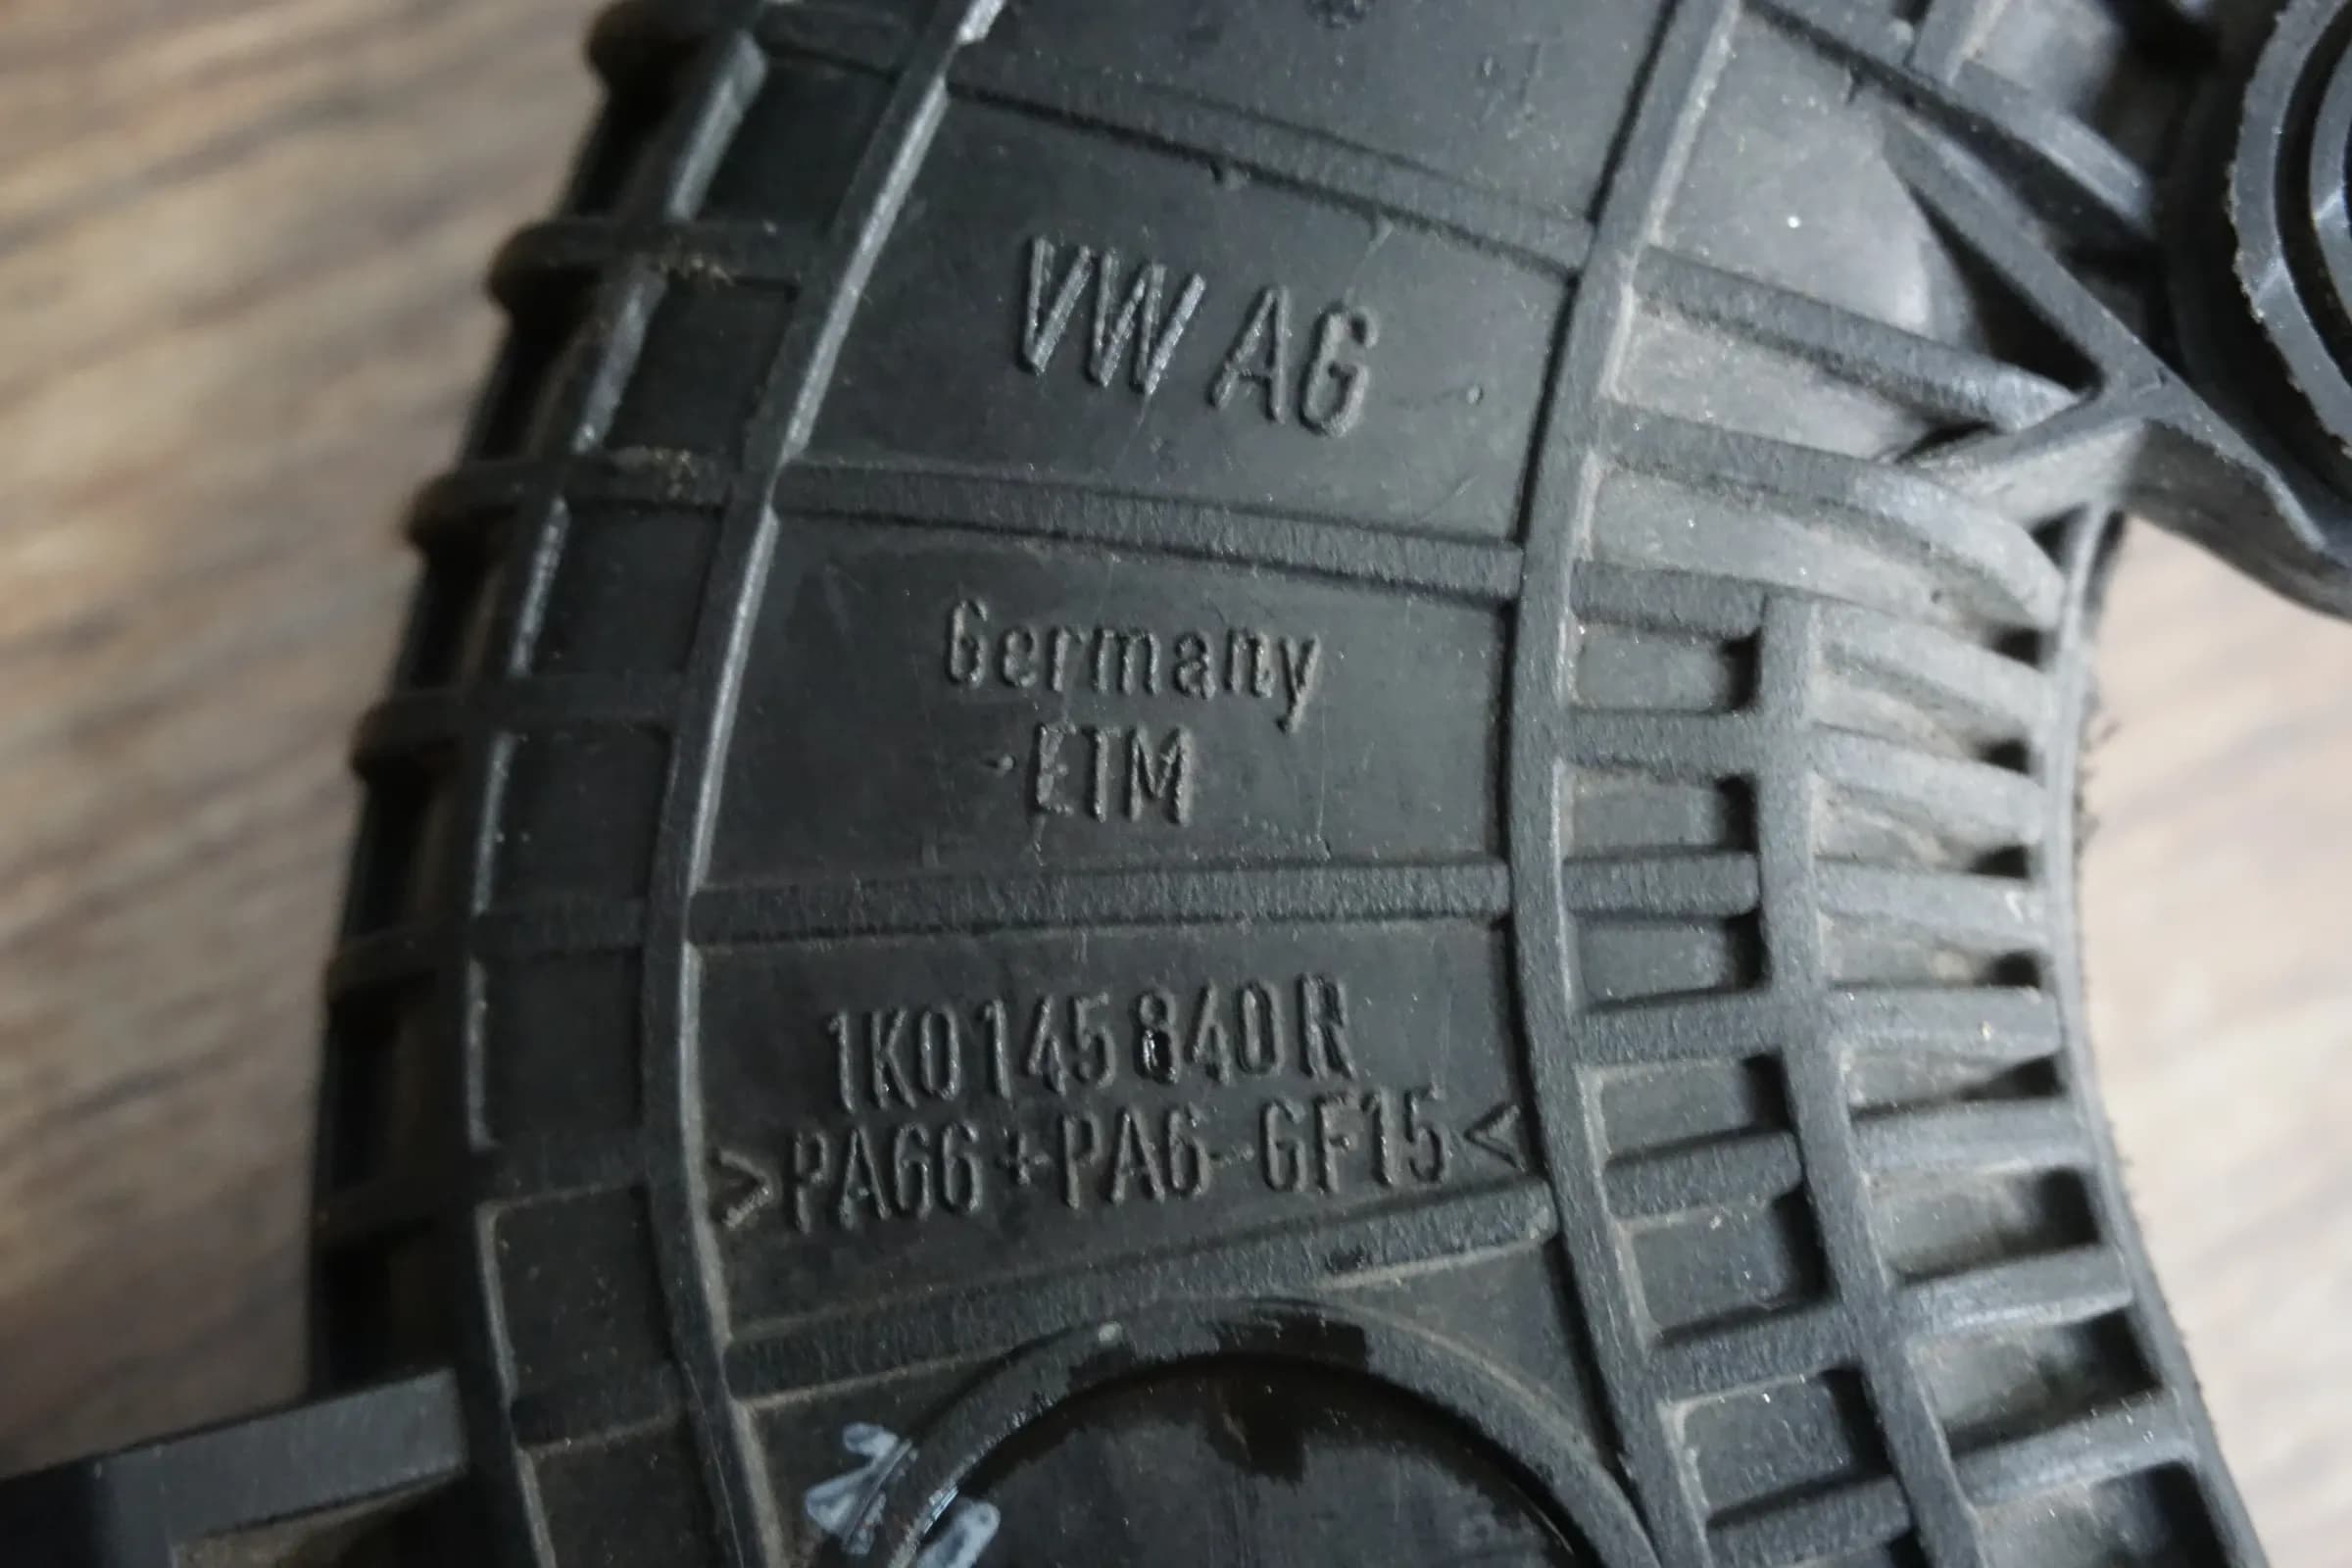 VW AG
Germany
ETM
1K0145840R
>PA66+PA6-GF15<